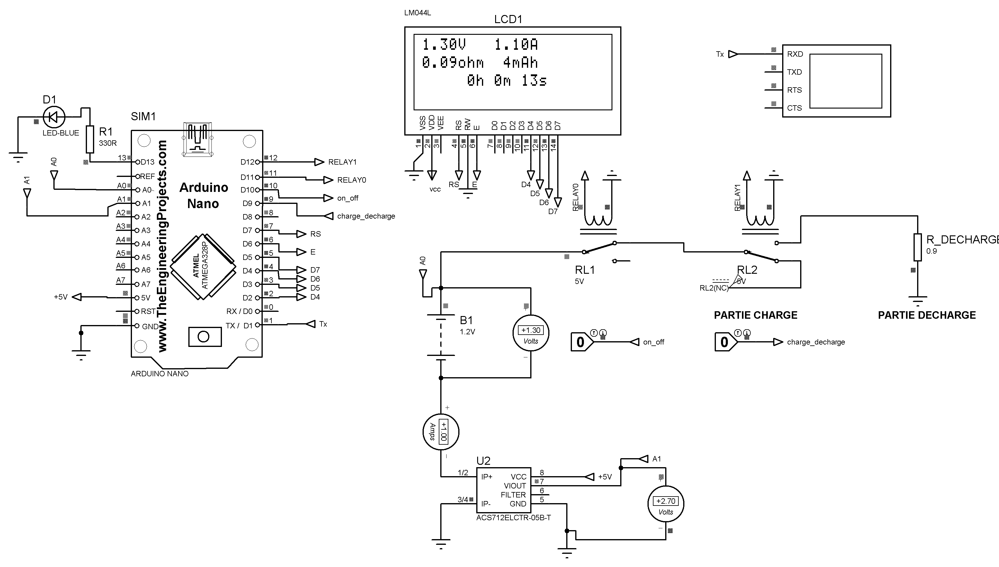 LM044L
LCD1
1.30V 1.10A
0.09ohm 4mAh
0h 0m 13s
VSS
VDD
VEE
RS
RW
E
D0
D1
D2
D3
D4
D5
D6
D7
1
2
3
4
5
6
7
8
9
10
11
12
13
14
vcc
RS
E
D4
D5
D6
D7
Tx
RXD
TXD
RTS
CTS
D1
LED-BLUE
R1
330R
A0
A1
SIM1
www.TheEngineeringProjects.com
Arduino
Nano
ATMEL
ATMEGA328P
13
D13
REF
A0
A0~
A1
A1
A2
A2
A3
A3
A4
A4
A5
A5
A6
A6
A7
A7
+5V
5V
RST
GND
D12
12
RELAY1
D11
11
RELAY0
D10
10
on_off
D9
9
charge_decharge
D8
8
D7
7
RS
D6
6
E
D5
5
D7
D4
4
D6
D3
3
D5
D2
2
D4
RX / D0
0
TX / D1
1
Tx
ARDUINO NANO
RELAY0
RELAY1
RL1
5V
RL2
5V
RL2(NC)
R_DECHARGE
0.9
PARTIE CHARGE
PARTIE DECHARGE
A0
B1
1.2V
+
+1.30
Volts
−
0
on_off
0
charge_decharge
+
+1.00
Amps
−
U2
1/2
IP+
3/4
IP-
VCC
8
+5V
VIOUT
7
FILTER
6
GND
5
ACS712ELCTR-05B-T
A1
+
+2.70
Volts
−